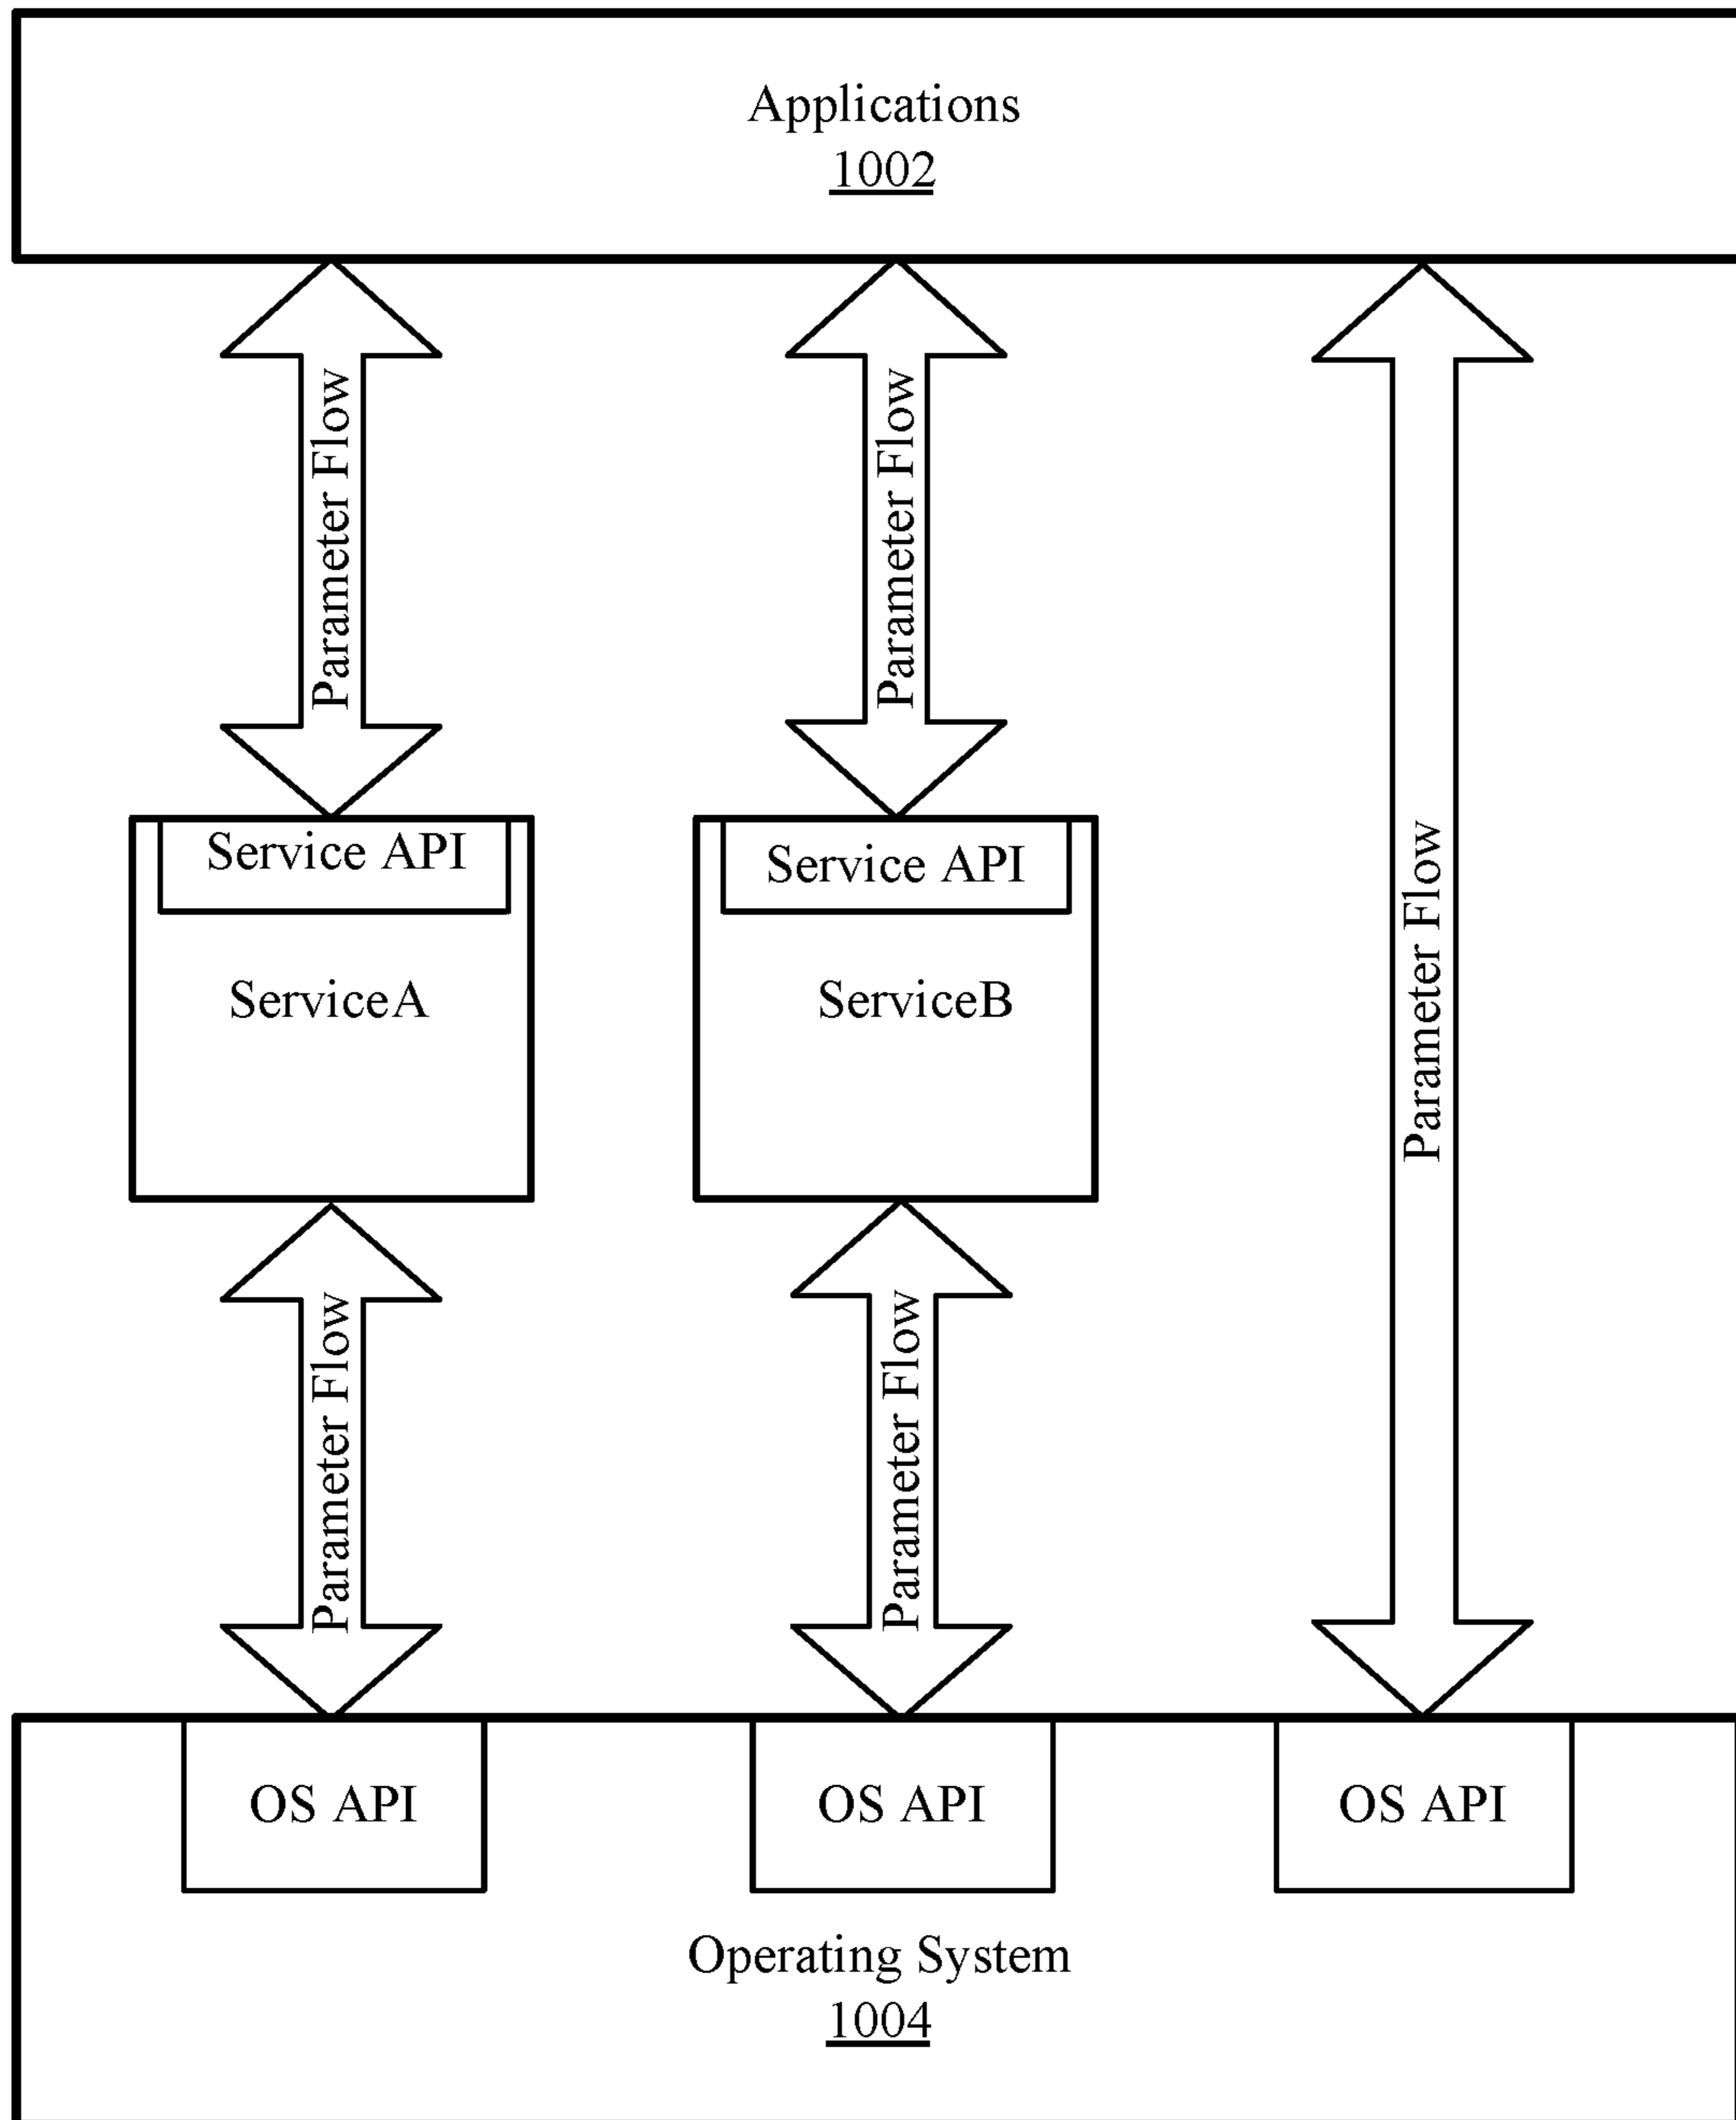 Applications
1002
Parameter Flow
Parameter Flow
Parameter Flow
Service API
Service API
ServiceA
ServiceB
Parameter Flow
Parameter Flow
OS API
OS API
OS API
Operating System
1004